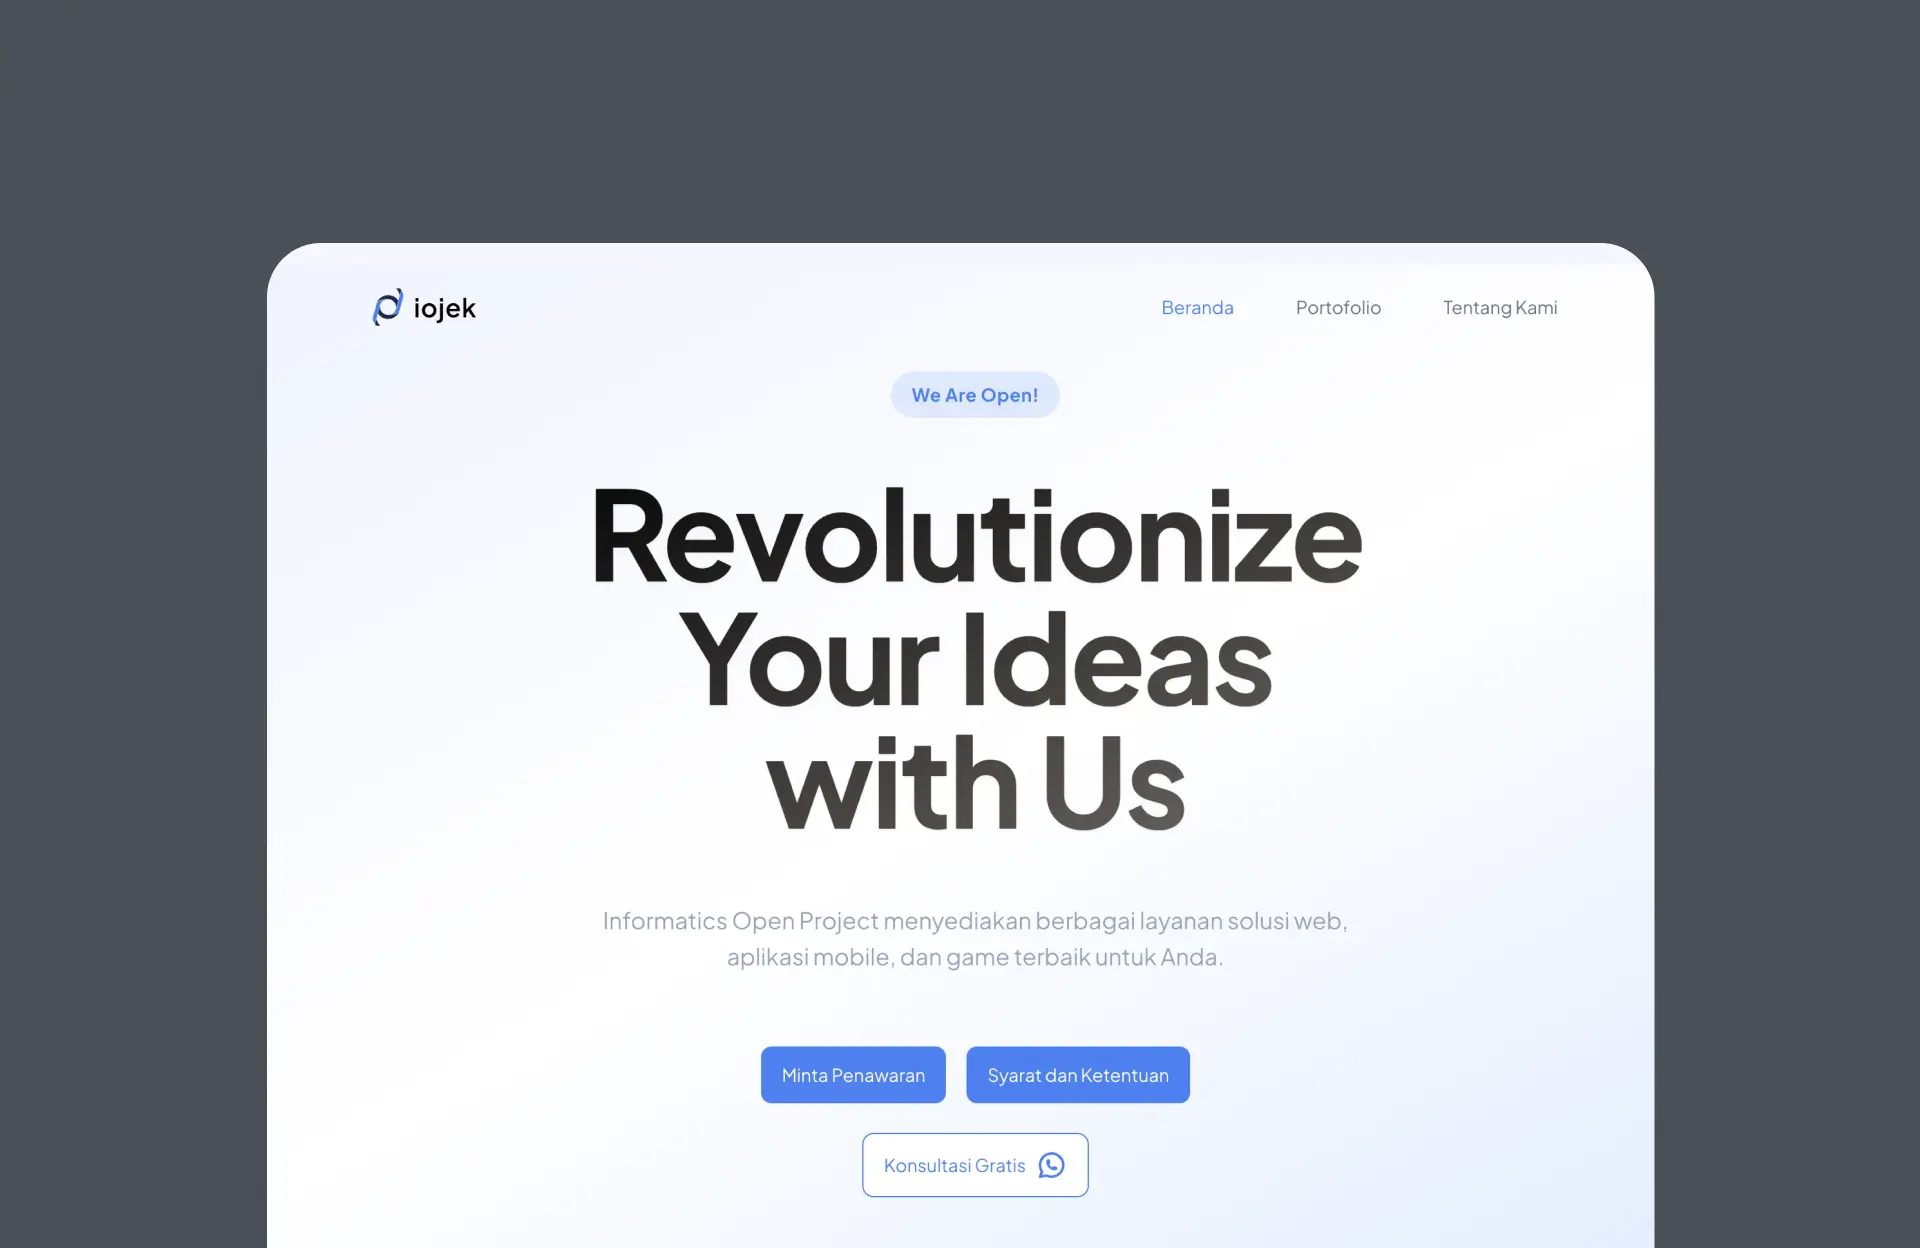 iojek
Beranda
Portofolio
Tentang Kami
We Are Open!
Revolutionize
Your Ideas
with Us
Informatics Open Project menyediakan berbagai layanan solusi web,
aplikasi mobile, dan game terbaik untuk Anda.
Minta Penawaran
Syarat dan Ketentuan
Konsultasi Gratis